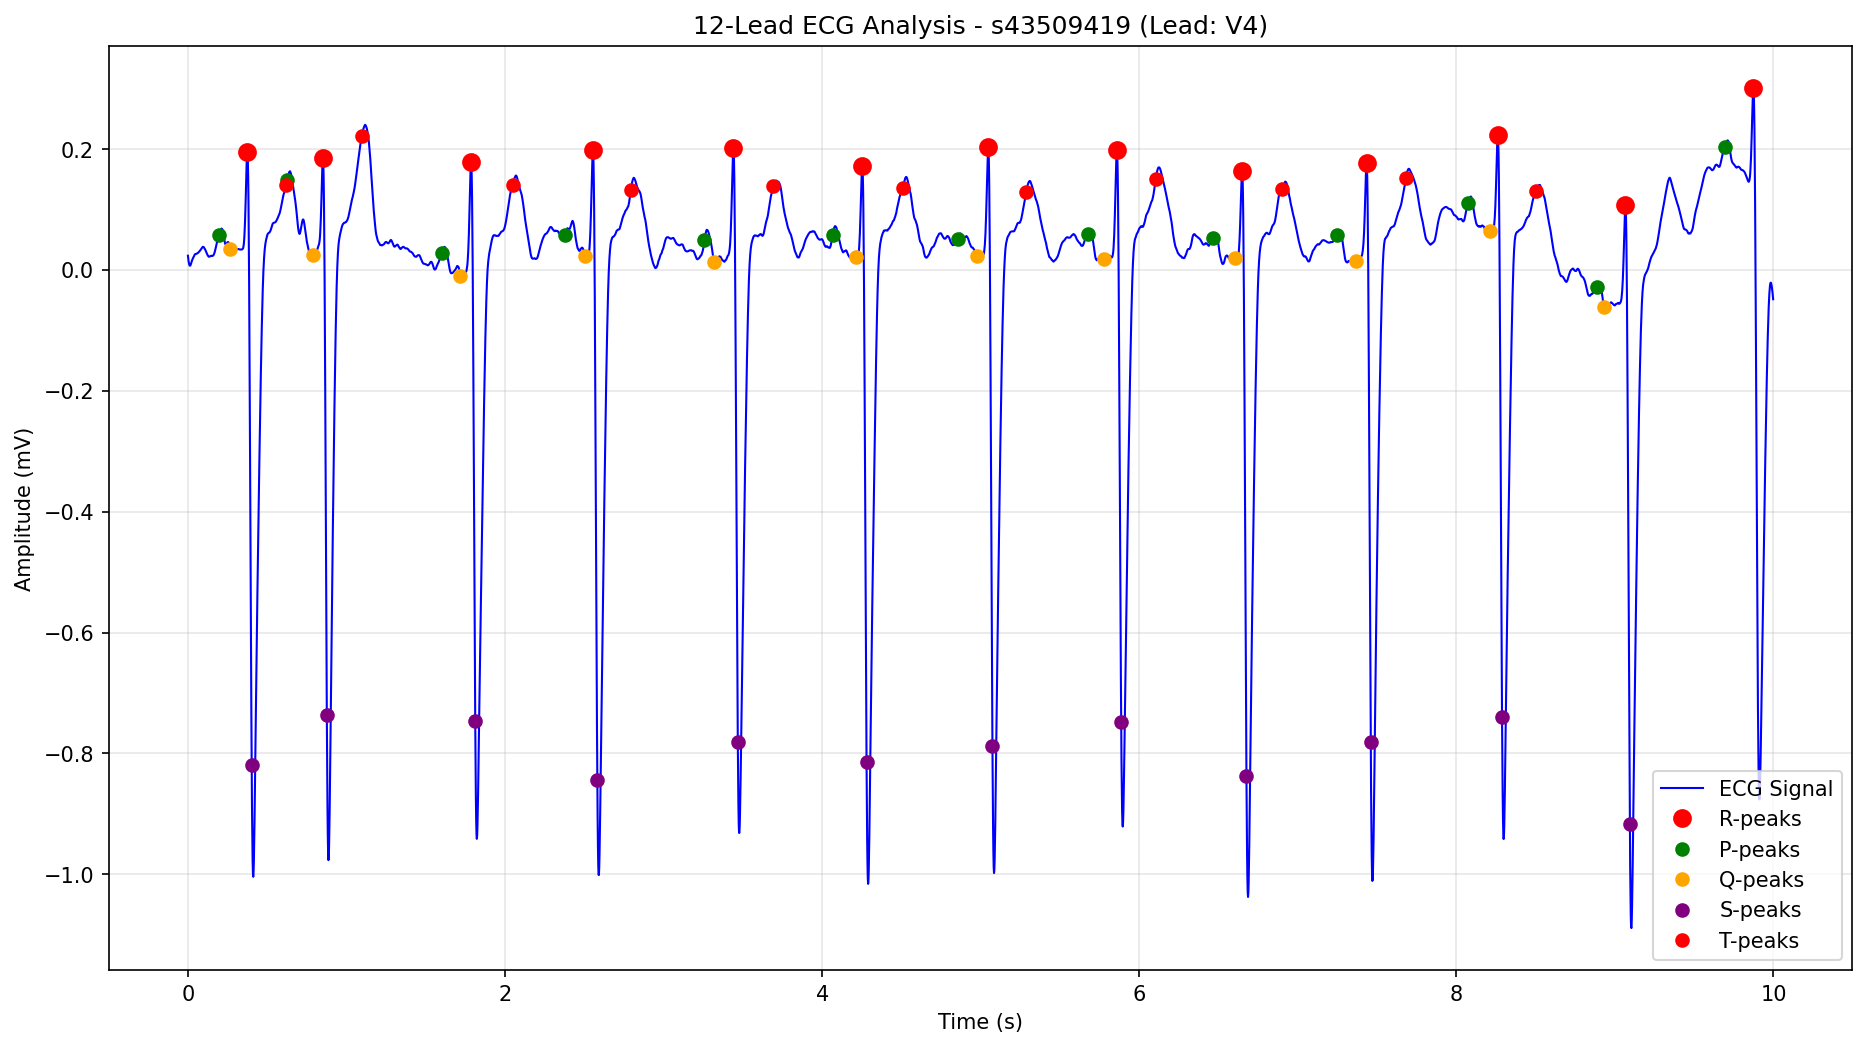 12-Lead ECG Analysis - s43509419 (Lead: V4)
Amplitude (mV)
0.2
0.0
−0.2
−0.4
−0.6
−0.8
−1.0
0 2 4 6 8 10
Time (s)
ECG Signal
R-peaks
P-peaks
Q-peaks
S-peaks
T-peaks